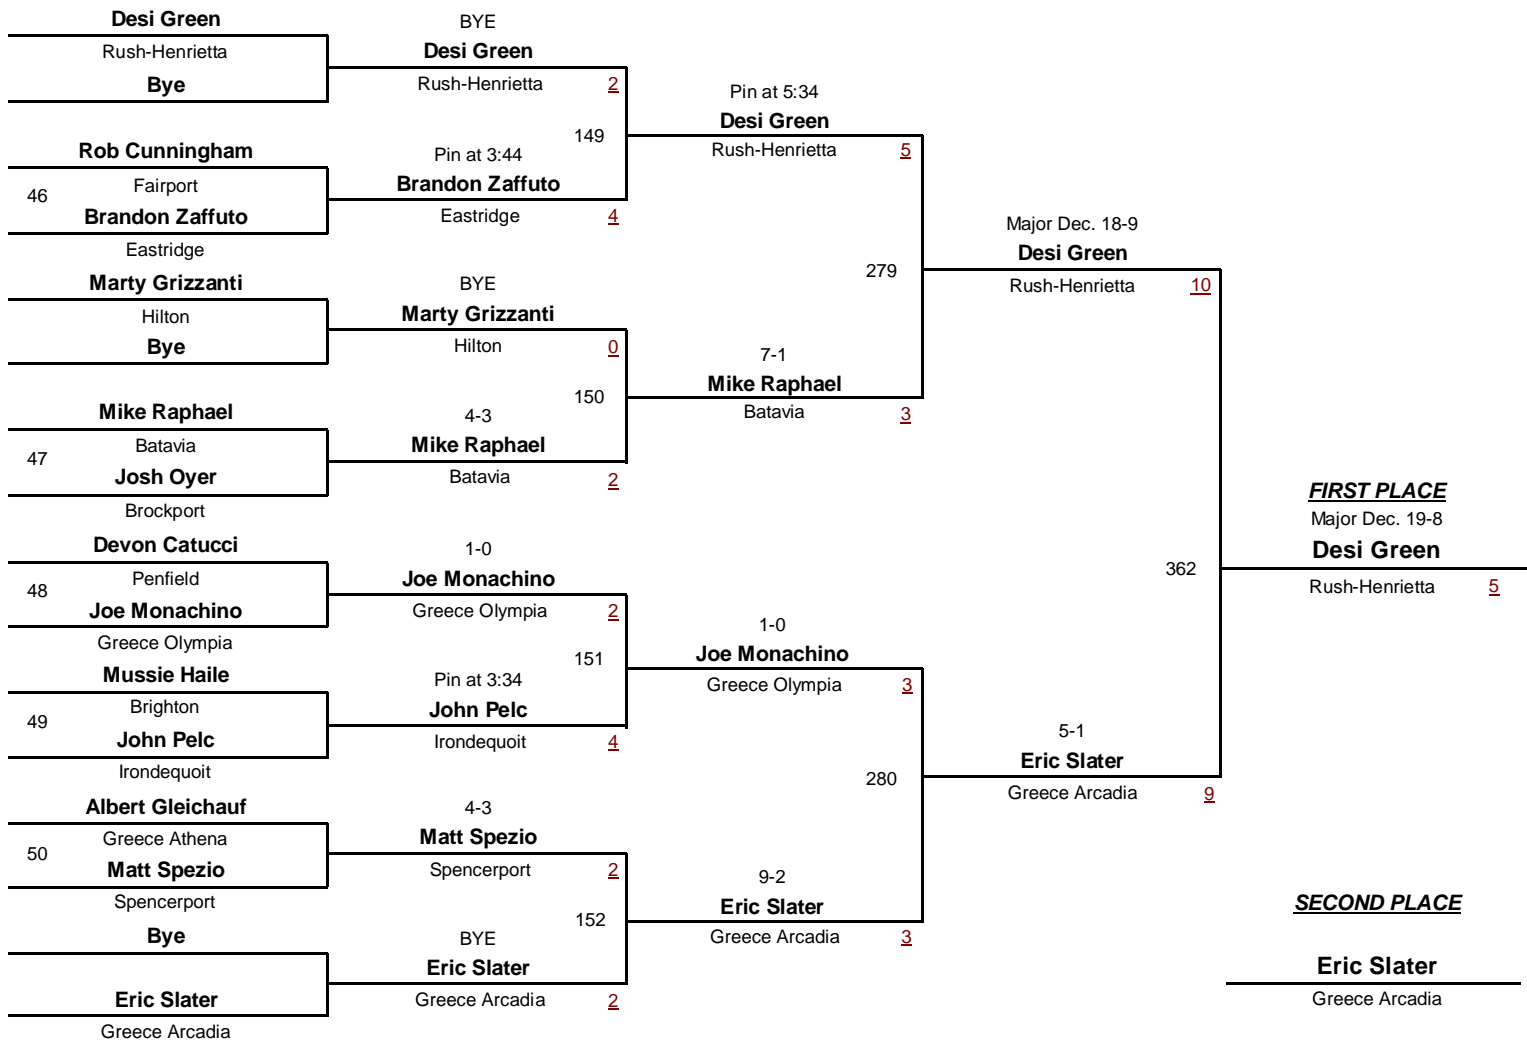 Desi Green
Rush-Henrietta
Bye
Rob Cunningham
46
Fairport
Brandon Zaffuto
Eastridge
Marty Grizzanti
Hilton
Bye
Mike Raphael
47
Batavia
Josh Oyer
Brockport
Devon Catucci
48
Penfield
Joe Monachino
Greece Olympia
Mussie Haile
49
Brighton
John Pelc
Irondequoit
Albert Gleichauf
50
Greece Athena
Matt Spezio
Spencerport
Bye
Eric Slater
Greece Arcadia
BYE
Desi Green
Rush-Henrietta 2
149
Pin at 3:44
Brandon Zaffuto
Eastridge 4
BYE
Marty Grizzanti
Hilton 0
150
4-3
Mike Raphael
Batavia 2
1-0
Joe Monachino
Greece Olympia 2
151
Pin at 3:34
John Pelc
Irondequoit 4
4-3
Matt Spezio
Spencerport 2
152
BYE
Eric Slater
Greece Arcadia 2
Pin at 5:34
Desi Green
Rush-Henrietta 5
279
7-1
Mike Raphael
Batavia 3
1-0
Joe Monachino
Greece Olympia 3
280
9-2
Eric Slater
Greece Arcadia 3
Major Dec. 18-9
Desi Green
Rush-Henrietta 10
362
5-1
Eric Slater
Greece Arcadia 9
FIRST PLACE
Major Dec. 19-8
Desi Green
Rush-Henrietta 5
SECOND PLACE
Eric Slater
Greece Arcadia